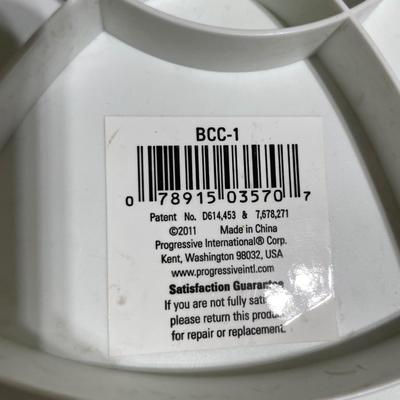 BCC-1
0 78915 03570 7
Patent No. D614,453 & 7,678,271
©2011 Made in China
Progressive International® Corp.
Kent, Washington 98032, USA
www.progressiveintl.com
Satisfaction Guarantee
If you are not fully satis
please return this product
for repair or replacement.